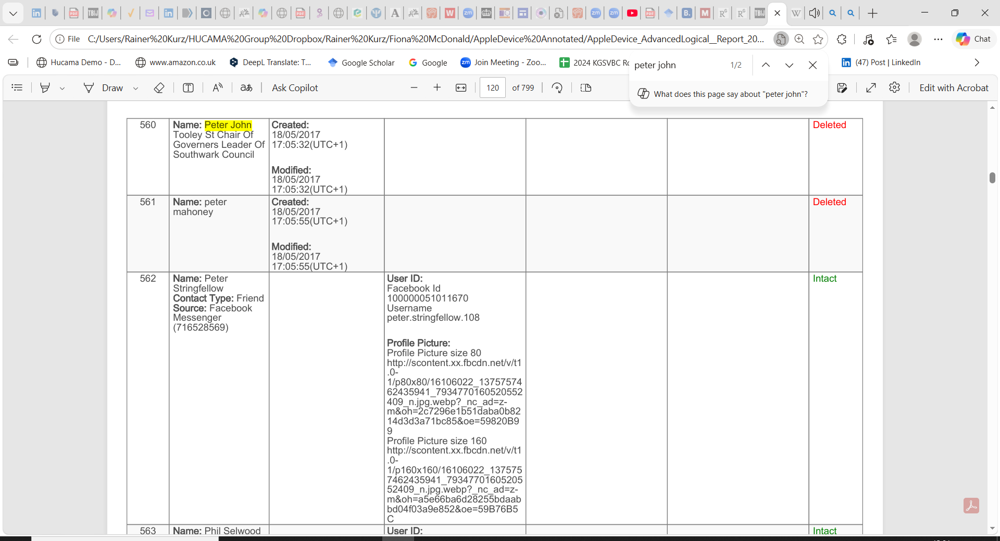 File C:/Users/Rainer%20Kurz/HUCAMA%20Group%20Dropbox/Rainer%20Kurz/Fiona%20McDonald/AppleDevice%20Annotated/AppleDevice_AdvancedLogical__Report_20...
Chat
Hucama Demo - D... www.amazon.co.uk DeepL Translate: T... Google Scholar Google Join Meeting - Zoo... 2024 KGSVBC Rc (47) Post | LinkedIn
peter john 1/2
What does this page say about "peter john"?
Draw Ask Copilot 120 of 799 Edit with Acrobat
560
Name: Peter John
Tooley St Chair Of
Governers Leader Of
Southwark Council
Created:
18/05/2017
17:05:32(UTC+1)
Modified:
18/05/2017
17:05:32(UTC+1)
Deleted
561
Name: peter
mahoney
Created:
18/05/2017
17:05:55(UTC+1)
Modified:
18/05/2017
17:05:55(UTC+1)
Deleted
562
Name: Peter
Stringfellow
Contact Type: Friend
Source: Facebook
Messenger
(716528569)
User ID:
Facebook Id
100000051011670
Username
peter.stringfellow.108
Profile Picture:
Profile Picture size 80
http://scontent.xx.fbcdn.net/v/t1
.0-
1/p80x80/16106022_13757574
62435941_7934770160520552
409_n.jpg.webp?_nc_ad=z-
m&oh=2c7296e1b51daba0b82
14d3d3a71bc85&oe=59820B9
9
Profile Picture size 160
http://scontent.xx.fbcdn.net/v/t1
.0-
1/p160x160/16106022_137575
7462435941_79347701605205
52409_n.jpg.webp?_nc_ad=z-
m&oh=a5e66ba6d28255bdaab
bd04f03a9e852&oe=59B76B5
C
Intact
563
Name: Phil Selwood
User ID:
Intact